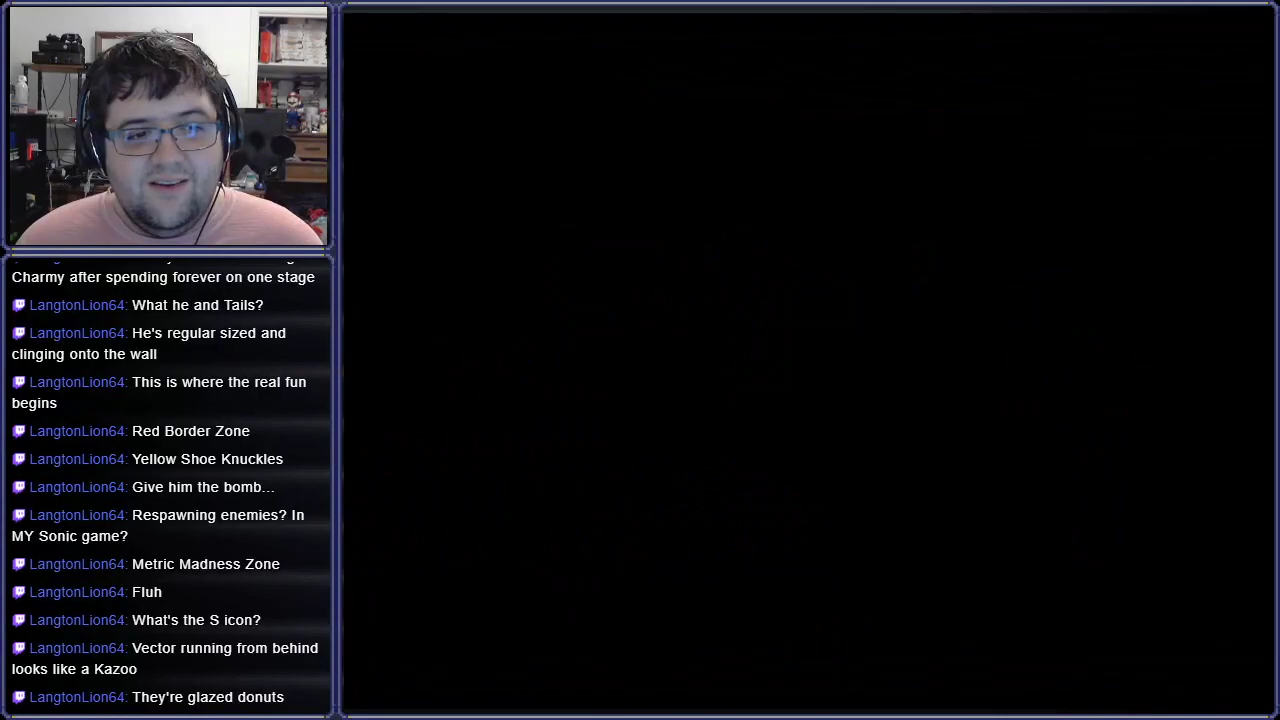 Charmy after spending forever on one stage
LangtonLion64: What he and Tails?
LangtonLion64: He's regular sized and
clinging onto the wall
LangtonLion64: This is where the real fun
begins
LangtonLion64: Red Border Zone
LangtonLion64: Yellow Shoe Knuckles
LangtonLion64: Give him the bomb...
LangtonLion64: Respawning enemies? In
MY Sonic game?
LangtonLion64: Metric Madness Zone
LangtonLion64: Fluh
LangtonLion64: What's the S icon?
LangtonLion64: Vector running from behind
looks like a Kazoo
LangtonLion64: They're glazed donuts